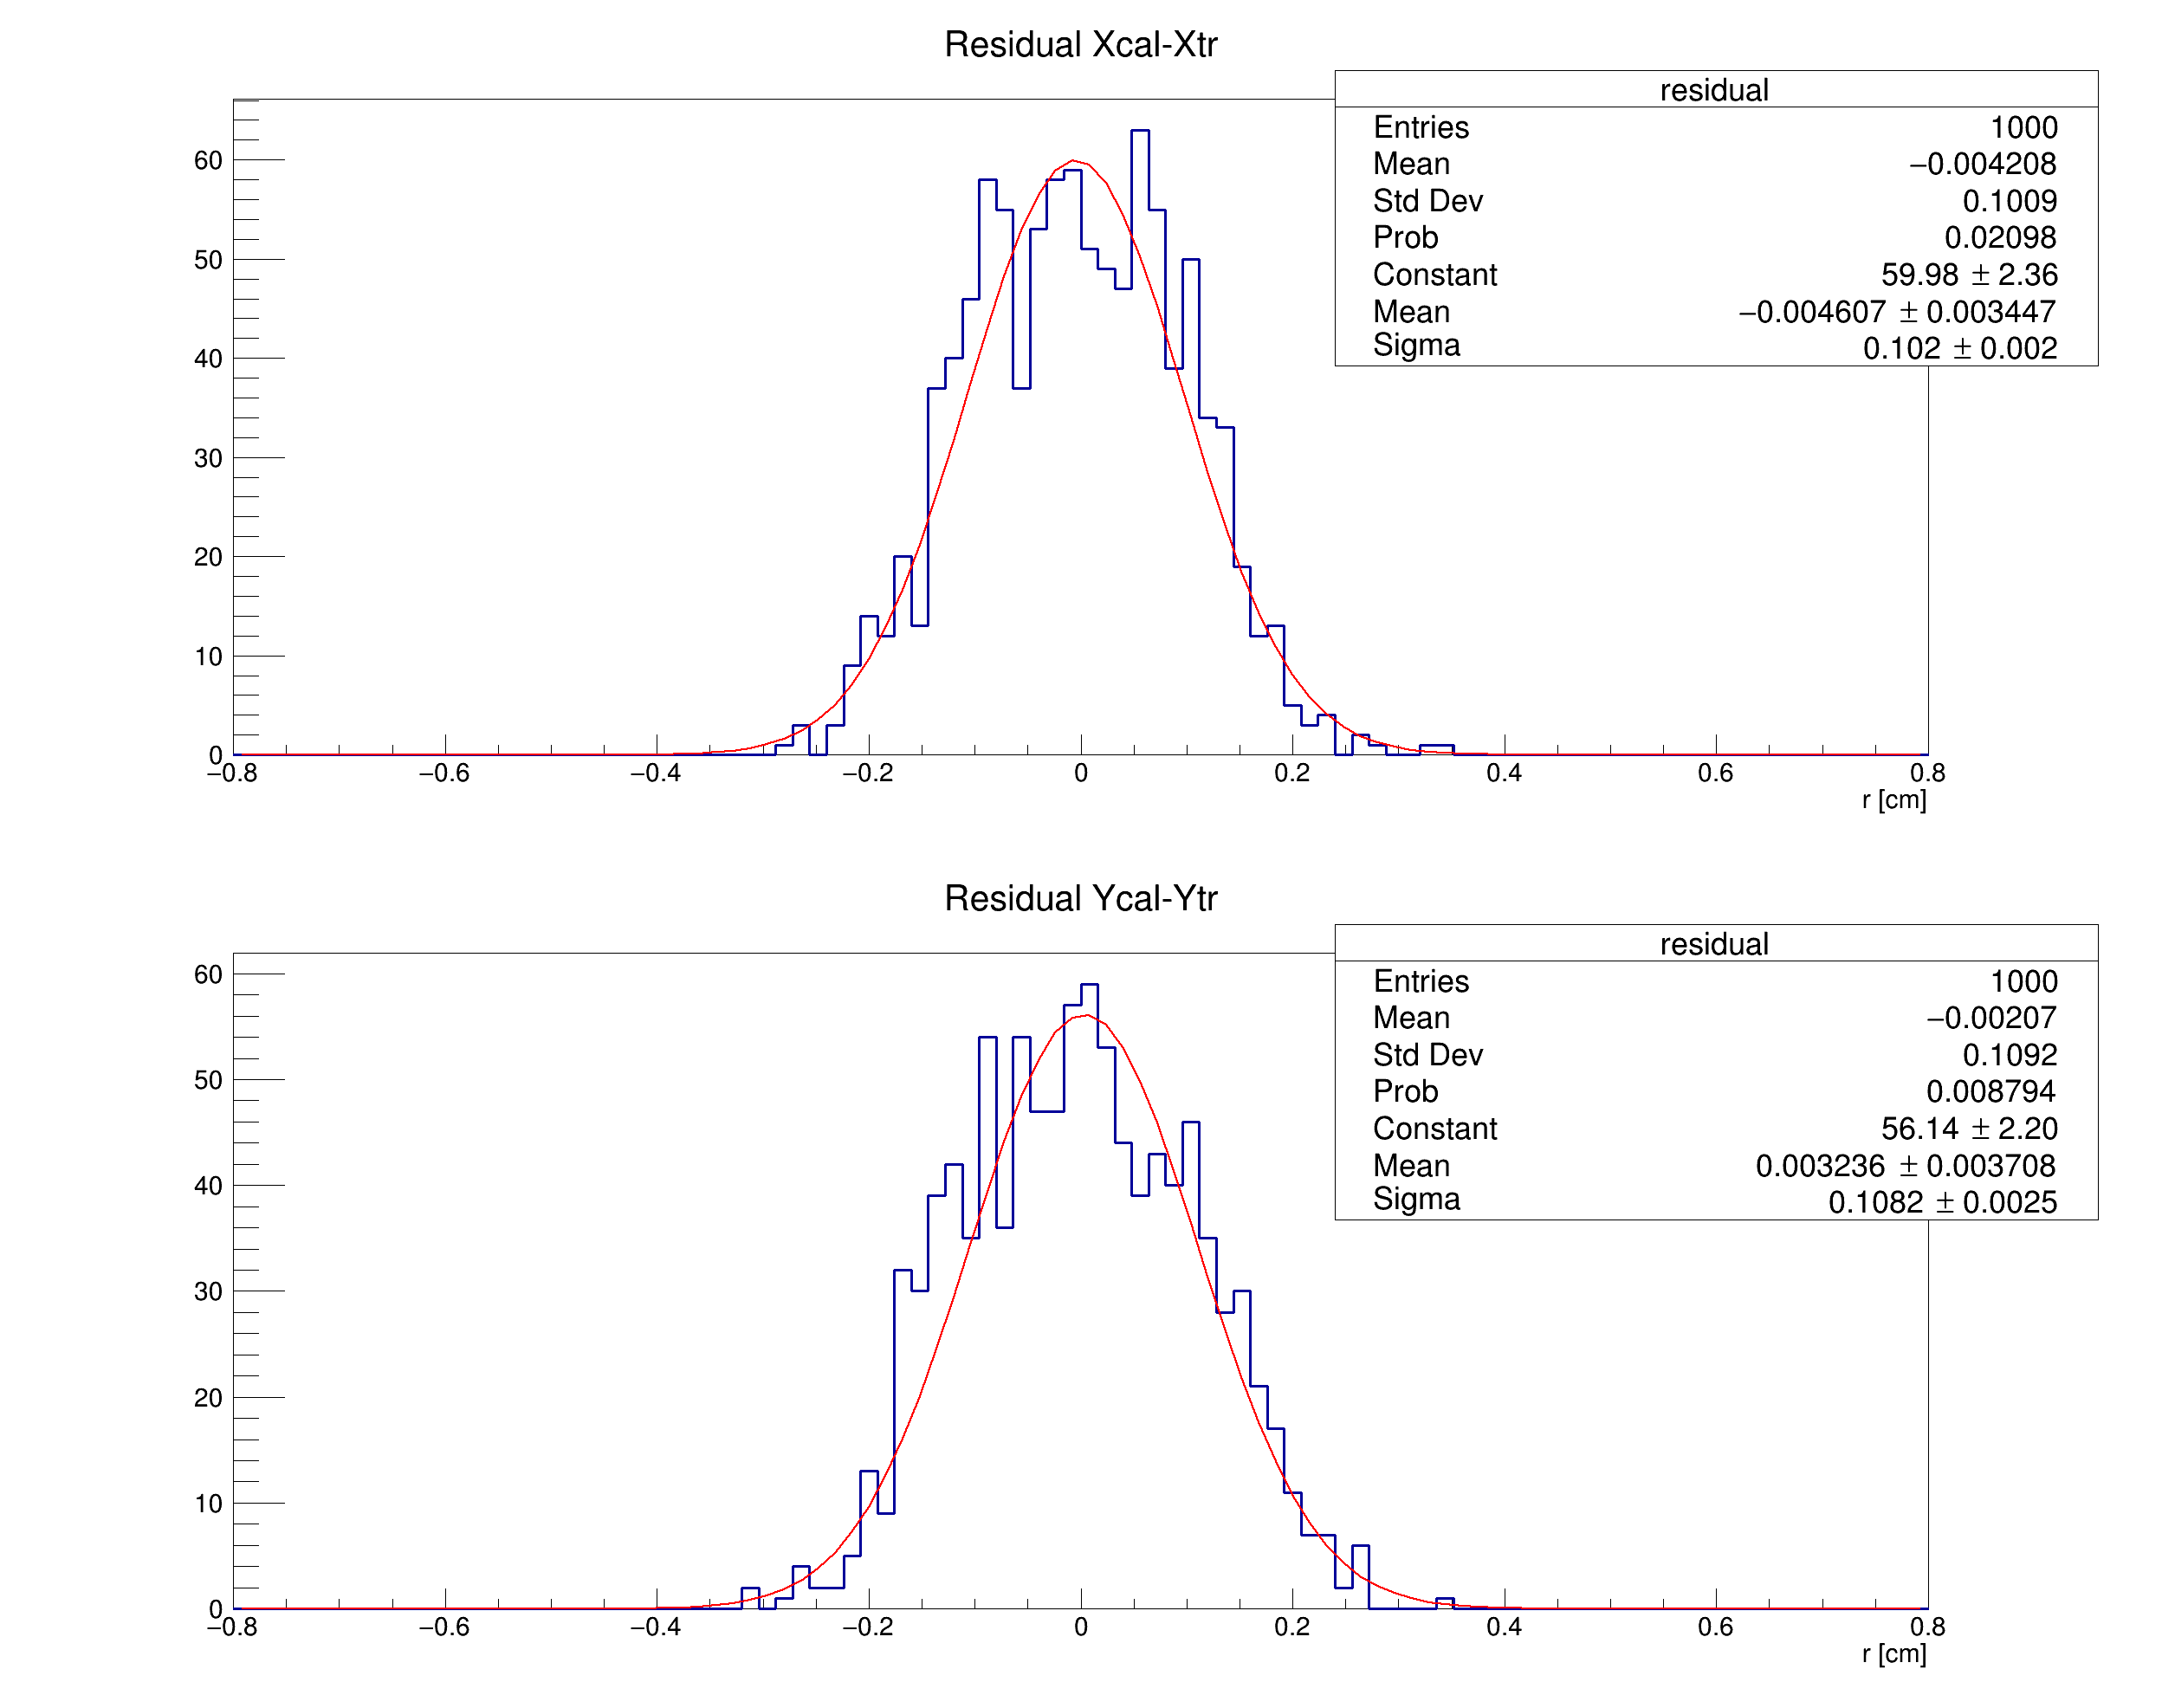 Residual Xcal-Xtr
residual
Entries 1000
Mean −0.004208
Std Dev 0.1009
Prob 0.02098
Constant 59.98 ± 2.36
Mean −0.004607 ± 0.003447
Sigma 0.102 ± 0.002
60
50
40
30
20
10
0
−0.8 −0.6 −0.4 −0.2 0 0.2 0.4 0.6 0.8
r [cm]
Residual Ycal-Ytr
residual
Entries 1000
Mean −0.00207
Std Dev 0.1092
Prob 0.008794
Constant 56.14 ± 2.20
Mean 0.003236 ± 0.003708
Sigma 0.1082 ± 0.0025
60
50
40
30
20
10
0
−0.8 −0.6 −0.4 −0.2 0 0.2 0.4 0.6 0.8
r [cm]